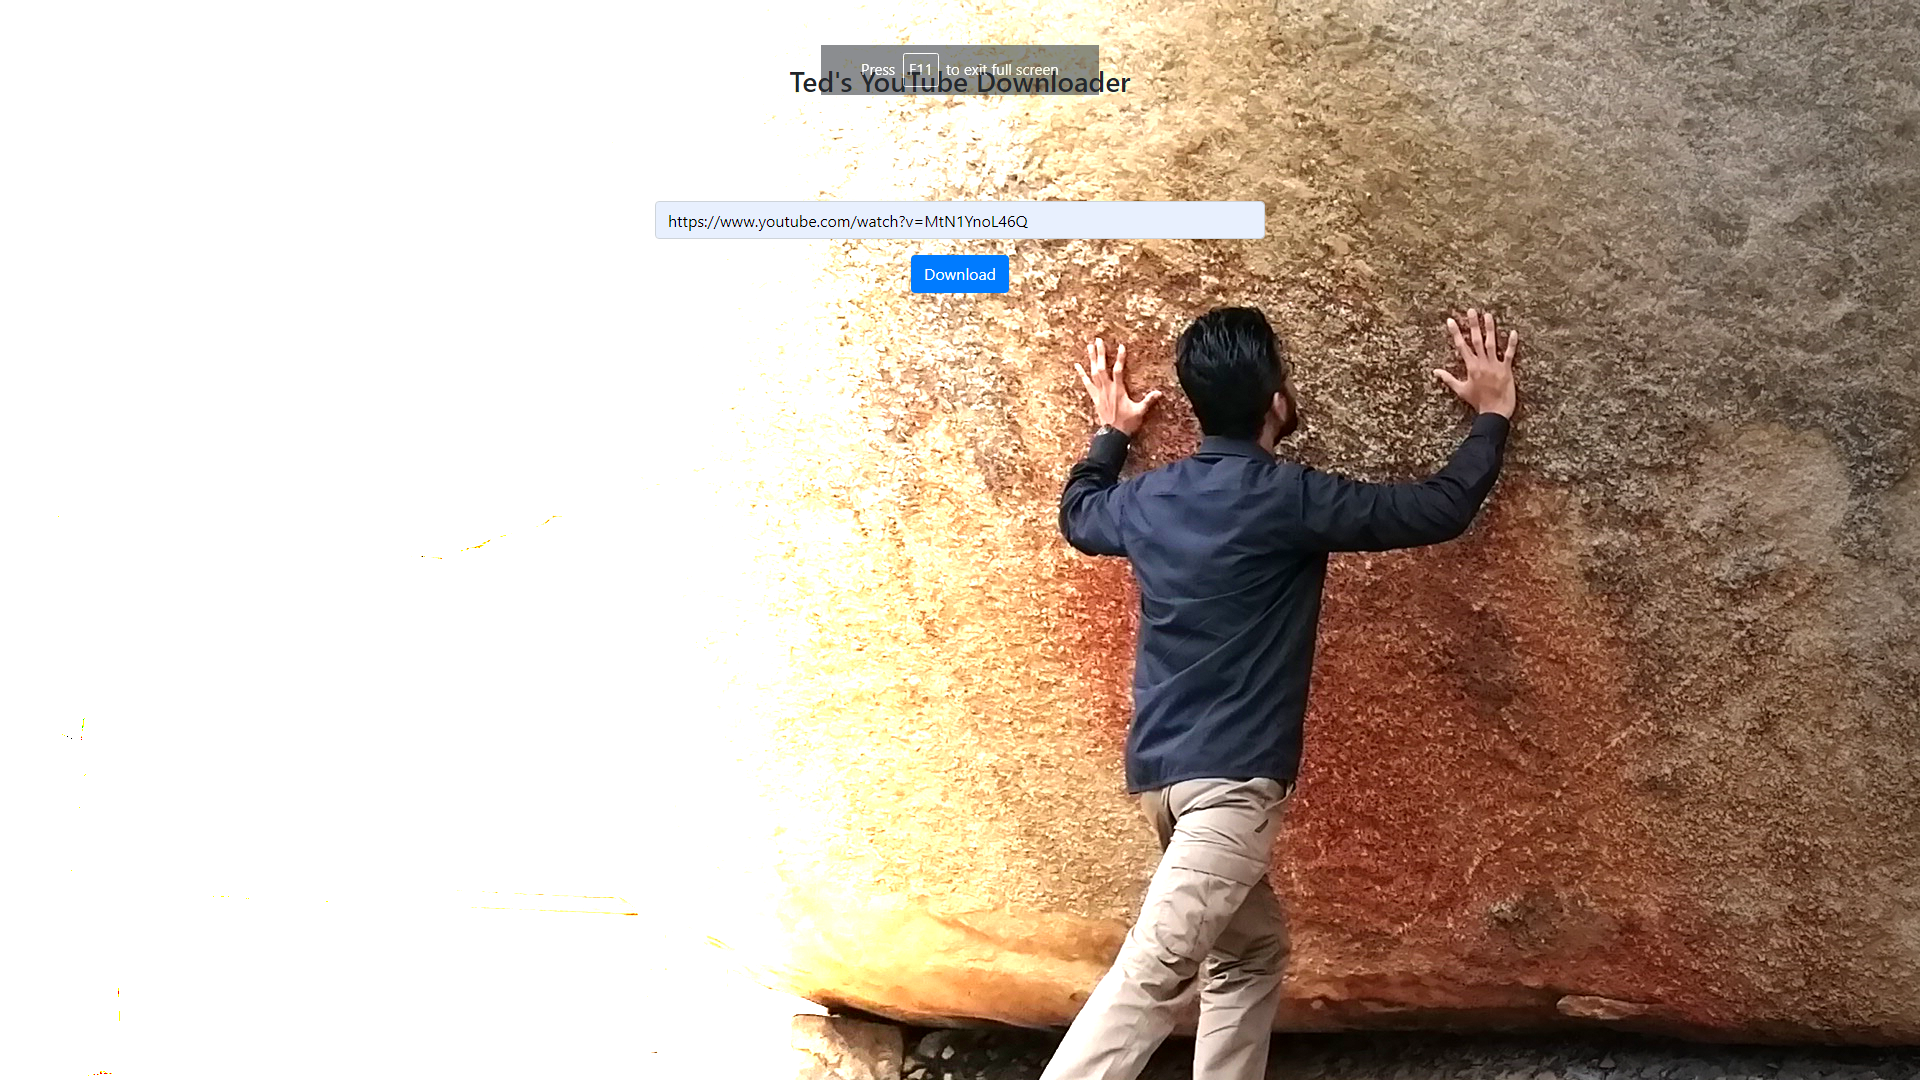 Press F11 to exit full screen
Ted's YouTube Downloader
https://www.youtube.com/watch?v=MtN1YnoL46Q
Download